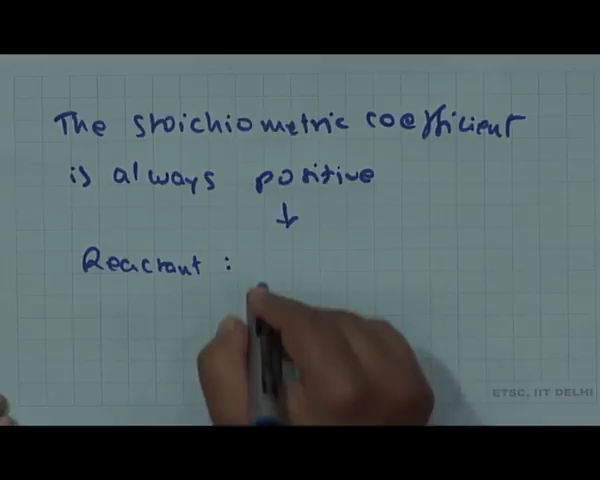 The stoichiometric coefficient
is always positive
↓
Reactant :
ETSC, IIT DELHI